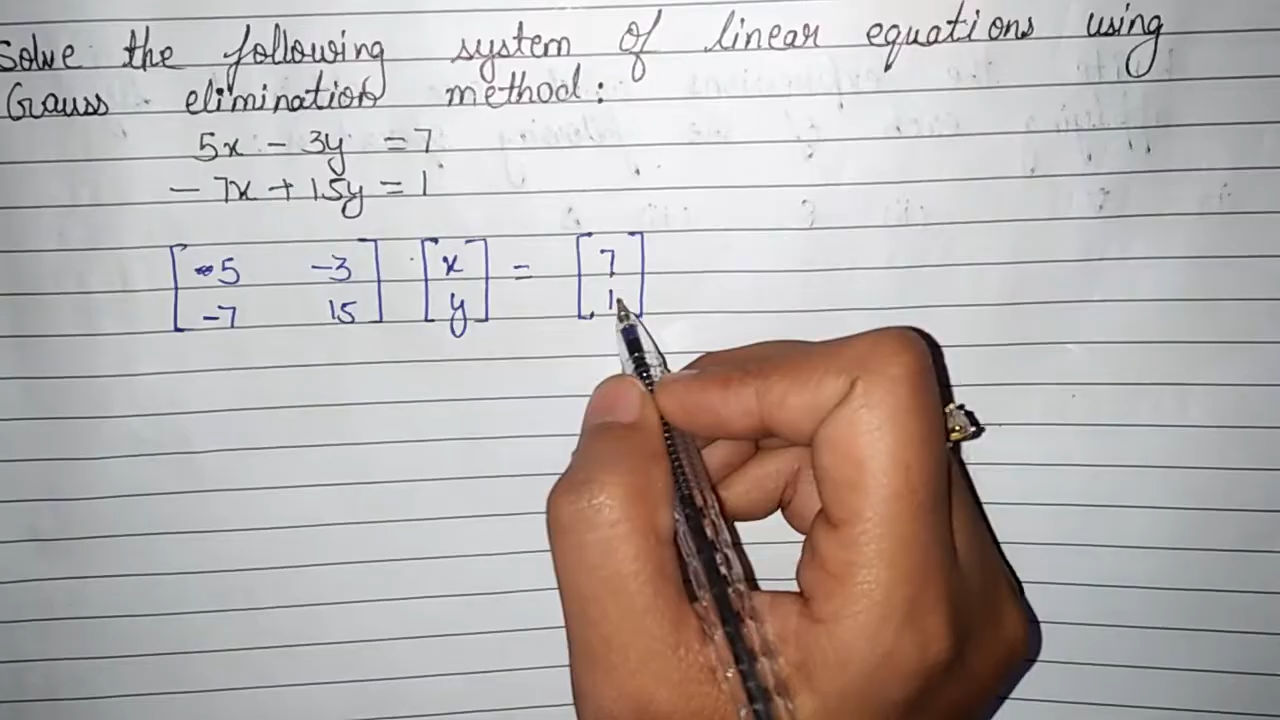 Solve the following system of linear equations using
Gauss elimination method:
5x - 3y = 7
- 7x + 15y = 1
[5 -3] [x] = [7]
[-7 15] [y] [1]